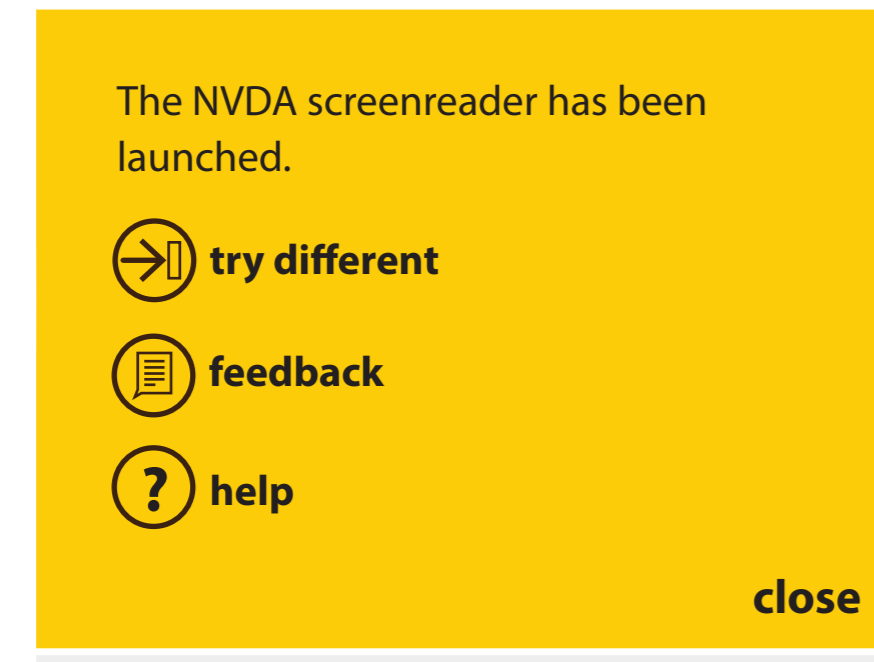 The NVDA screenreader has been
launched.
try different
feedback
? help
close